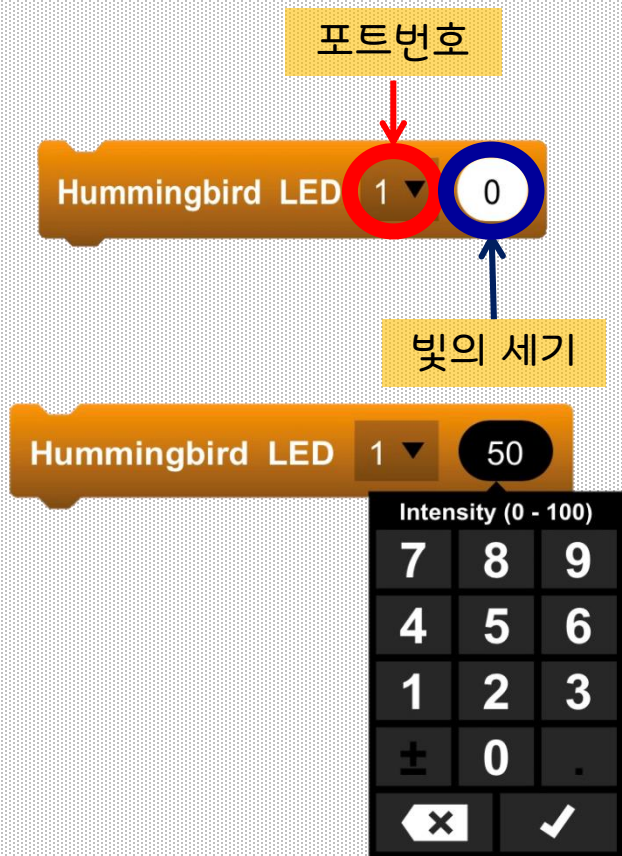 포트번호
Hummingbird LED 1 ▼ 0
빛의 세기
Hummingbird LED 1 ▼ 50
Intensity (0 - 100)
7 8 9
4 5 6
1 2 3
± 0 .